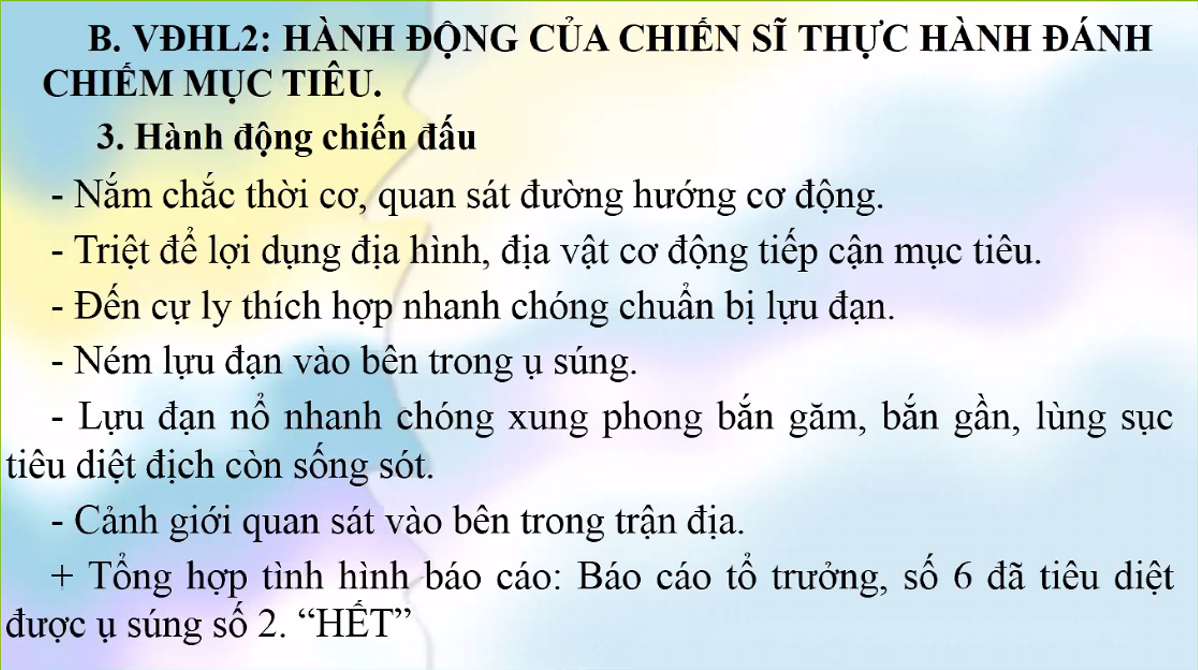 B. VĐHL2: HÀNH ĐỘNG CỦA CHIẾN SĨ THỰC HÀNH ĐÁNH
CHIẾM MỤC TIÊU.
3. Hành động chiến đấu
- Nắm chắc thời cơ, quan sát đường hướng cơ động.
- Triệt để lợi dụng địa hình, địa vật cơ động tiếp cận mục tiêu.
- Đến cự ly thích hợp nhanh chóng chuẩn bị lựu đạn.
- Ném lựu đạn vào bên trong ụ súng.
- Lựu đạn nổ nhanh chóng xung phong bắn găm, bắn gần, lùng sục
tiêu diệt địch còn sống sót.
- Cảnh giới quan sát vào bên trong trận địa.
+ Tổng hợp tình hình báo cáo: Báo cáo tổ trưởng, số 6 đã tiêu diệt
được ụ súng số 2. “HẾT”